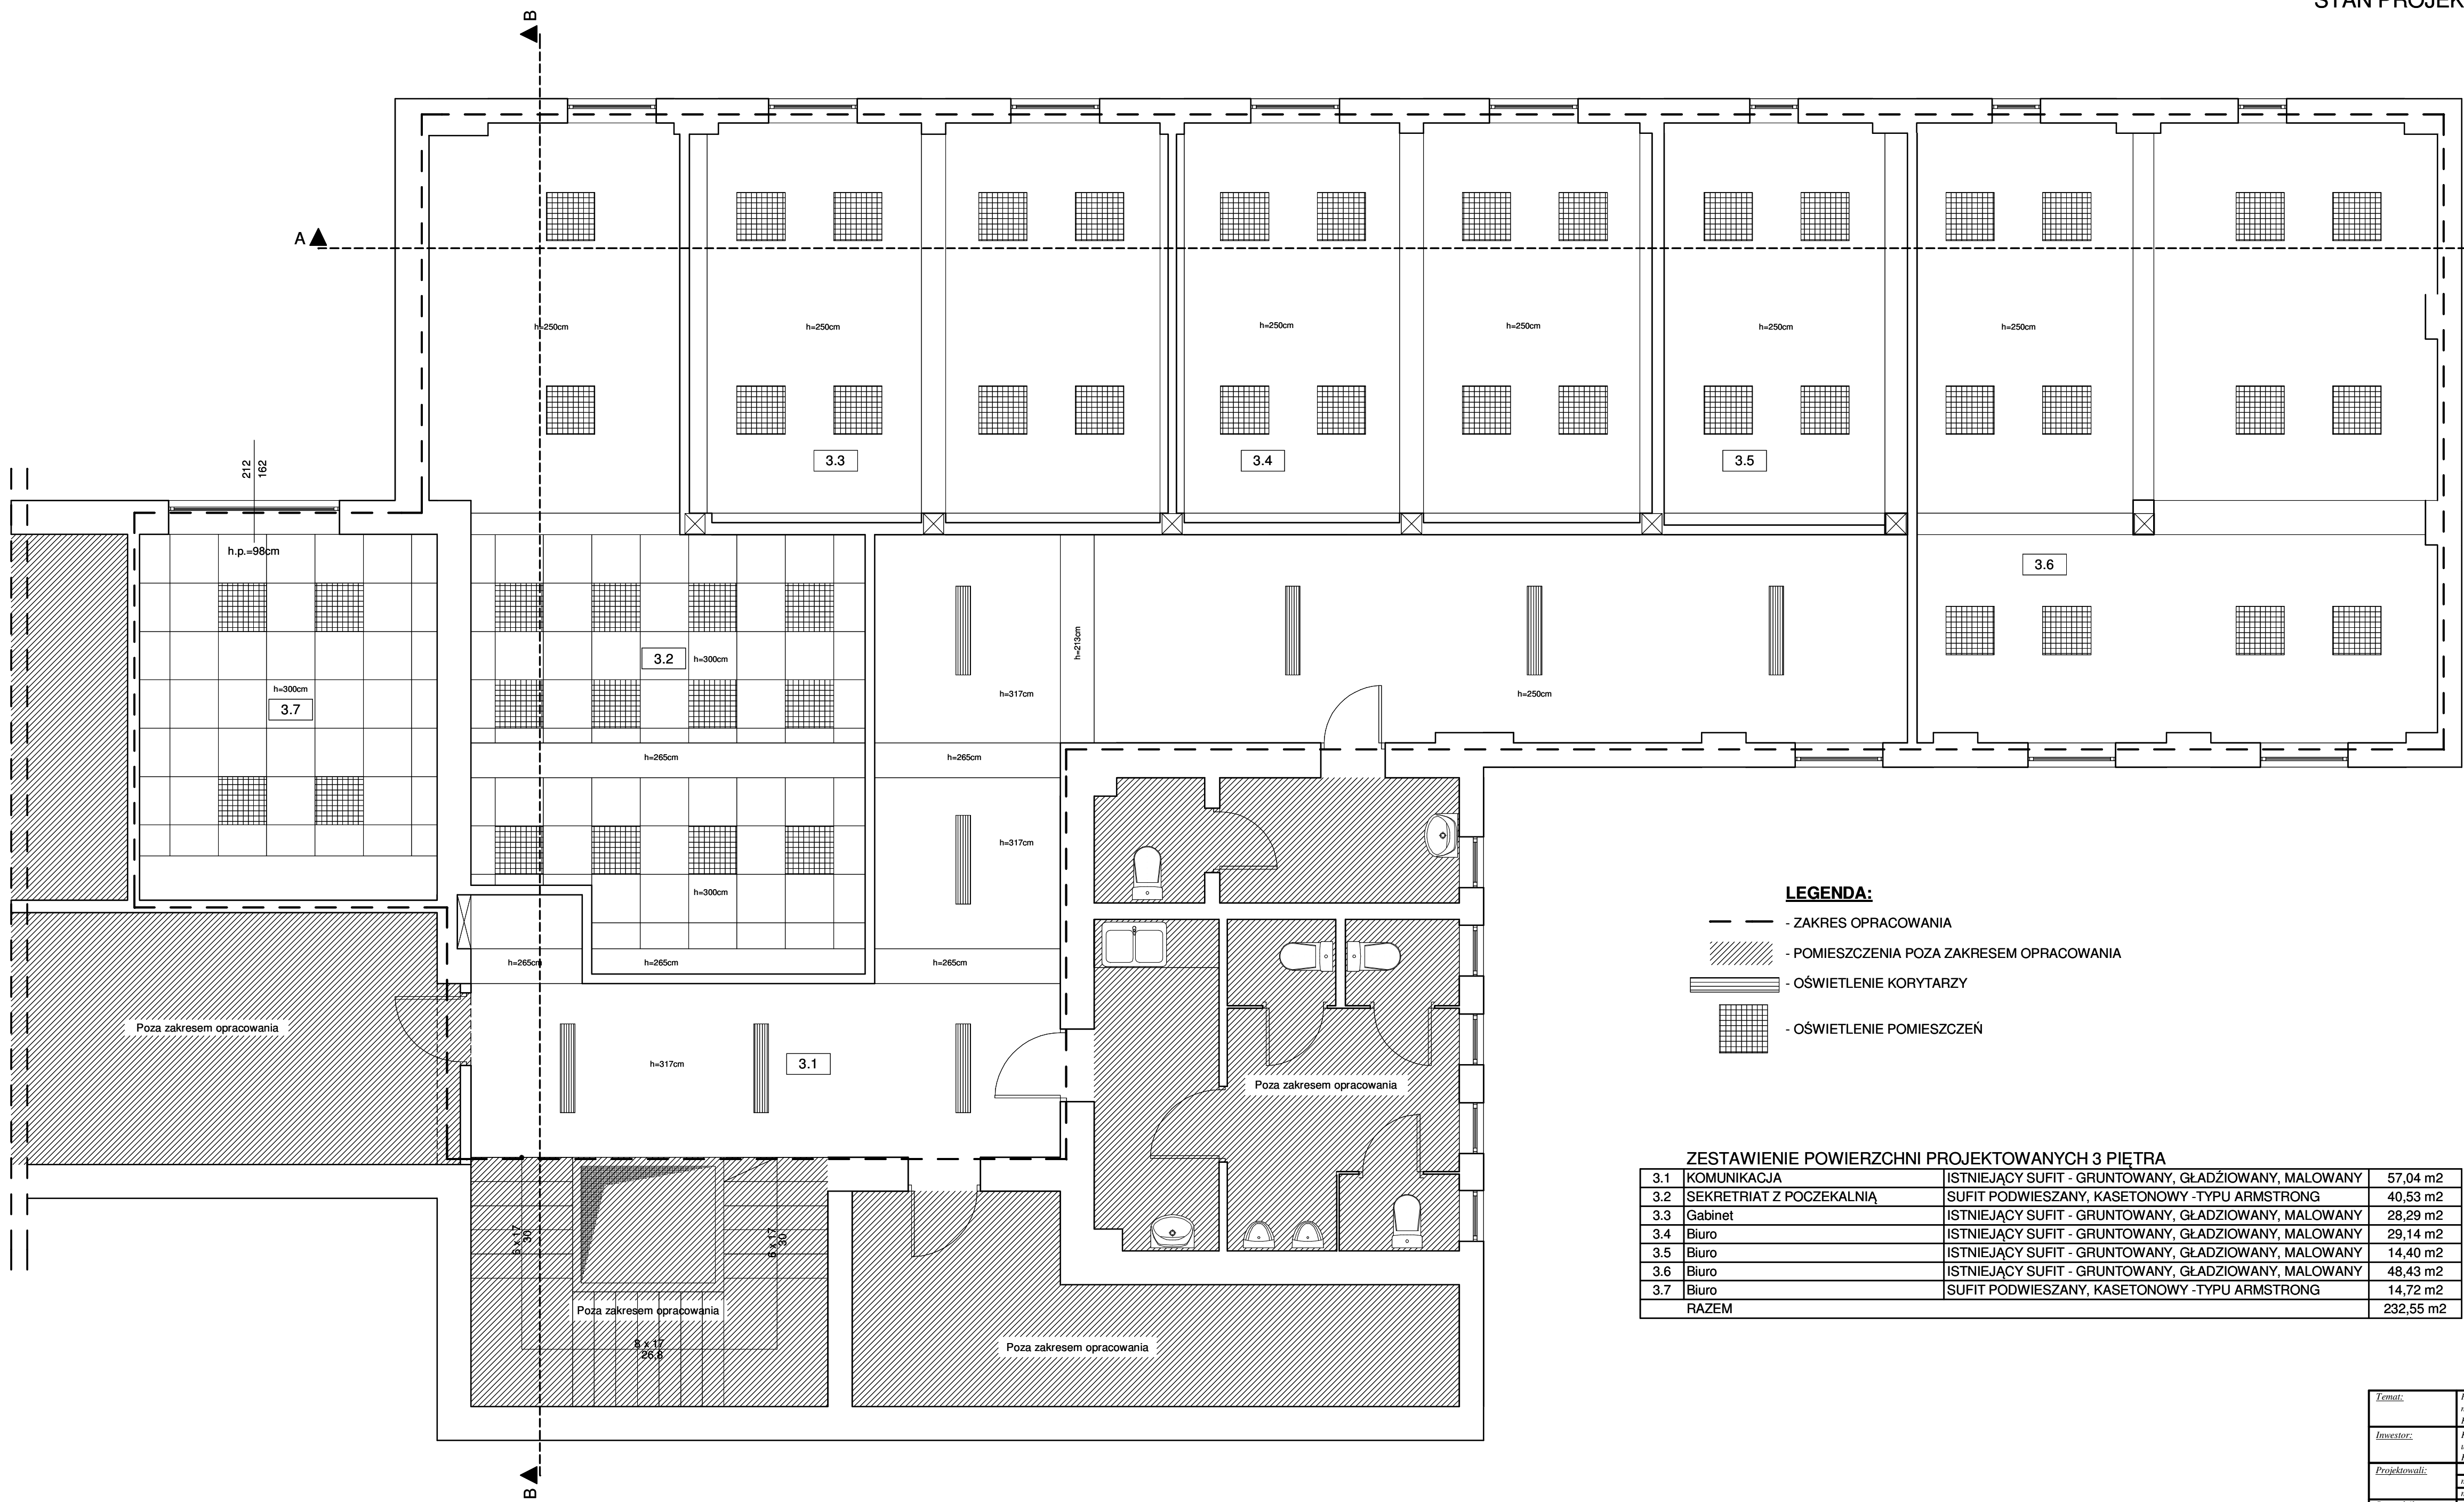 STAN PROJEK
B
A
h=250cm
h=250cm
h=250cm
h=250cm
h=250cm
h=250cm
3.3
3.4
3.5
212
162
h.p.=98cm
3.6
h=213cm
3.2 h=300cm
h=300cm
3.7
h=317cm
h=250cm
h=265cm
h=265cm
h=317cm
h=300cm
h=265cm
h=265cm
h=265cm
Poza zakresem opracowania
h=317cm
3.1
Poza zakresem opracowania
6 x 17
30
6 x 17
30
Poza zakresem opracowania
8 x 17
26,8
Poza zakresem opracowania
B
LEGENDA:
- ZAKRES OPRACOWANIA
- POMIESZCZENIA POZA ZAKRESEM OPRACOWANIA
- OŚWIETLENIE KORYTARZY
- OŚWIETLENIE POMIESZCZEŃ
ZESTAWIENIE POWIERZCHNI PROJEKTOWANYCH 3 PIĘTRA
3.1 KOMUNIKACJA ISTNIEJĄCY SUFIT - GRUNTOWANY, GŁADŹIOWANY, MALOWANY 57,04 m2
3.2 SEKRETRIAT Z POCZEKALNIĄ SUFIT PODWIESZANY, KASETONOWY -TYPU ARMSTRONG 40,53 m2
3.3 Gabinet ISTNIEJĄCY SUFIT - GRUNTOWANY, GŁADZIOWANY, MALOWANY 28,29 m2
3.4 Biuro ISTNIEJĄCY SUFIT - GRUNTOWANY, GŁADZIOWANY, MALOWANY 29,14 m2
3.5 Biuro ISTNIEJĄCY SUFIT - GRUNTOWANY, GŁADZIOWANY, MALOWANY 14,40 m2
3.6 Biuro ISTNIEJĄCY SUFIT - GRUNTOWANY, GŁADZIOWANY, MALOWANY 48,43 m2
3.7 Biuro SUFIT PODWIESZANY, KASETONOWY -TYPU ARMSTRONG 14,72 m2
RAZEM 232,55 m2
Temat:
Inwestor:
Projektowali: